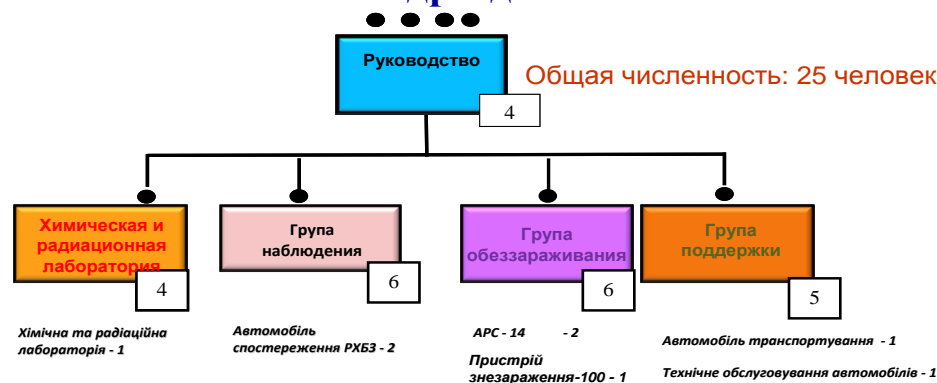 Руководство
Общая численность: 25 человек
4
Химическая и
радиационная
лаборатория
4
Група
наблюдения
6
Група
обеззараживания
6
Група
поддержки
5
Хімічна та радіаційна
лабораторія - 1
Автомобіль
спостереження РХБЗ - 2
АРС - 14 - 2
Пристрій
знезараження-100 - 1
Автомобіль транспортування - 1
Технічне обслуговування автомобілів - 1